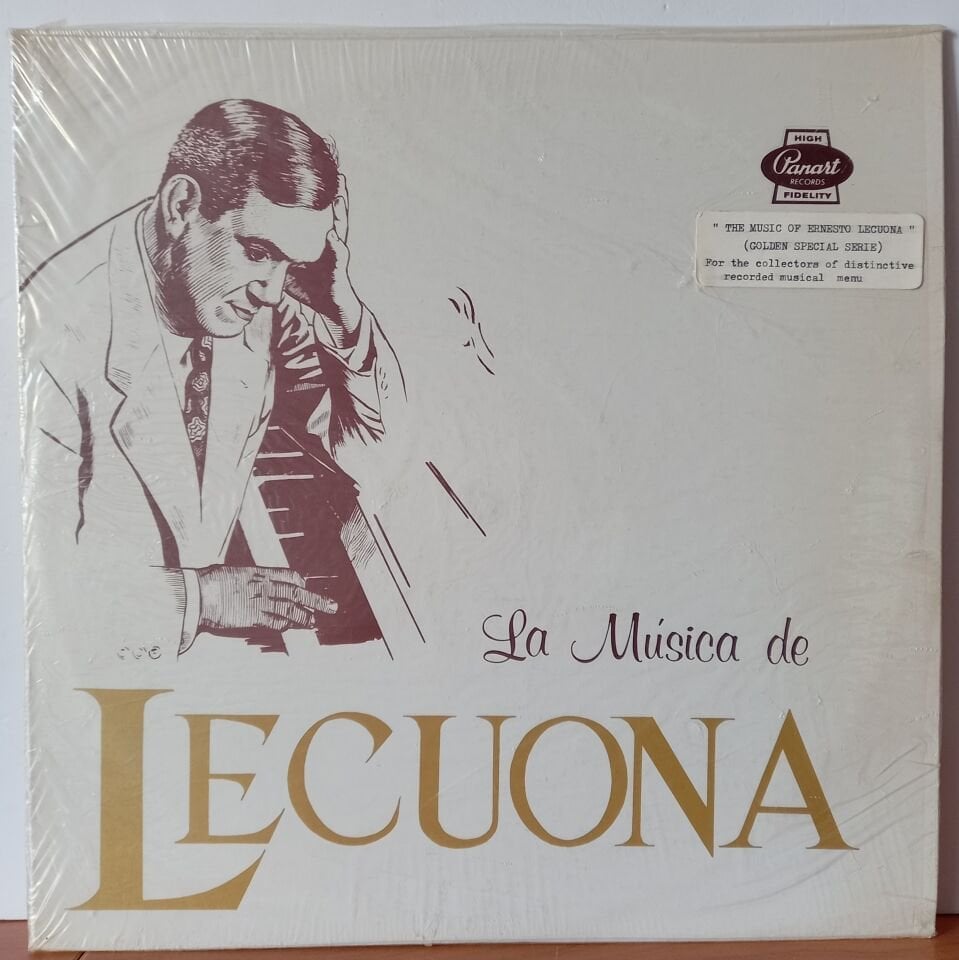 HIGH
Panart
RECORDS
FIDELITY
" THE MUSIC OF ERNESTO LECUONA "
(GOLDEN SPECIAL SERIE)
For the collectors of distinctive
recorded musical menu
La Música de
LECUONA